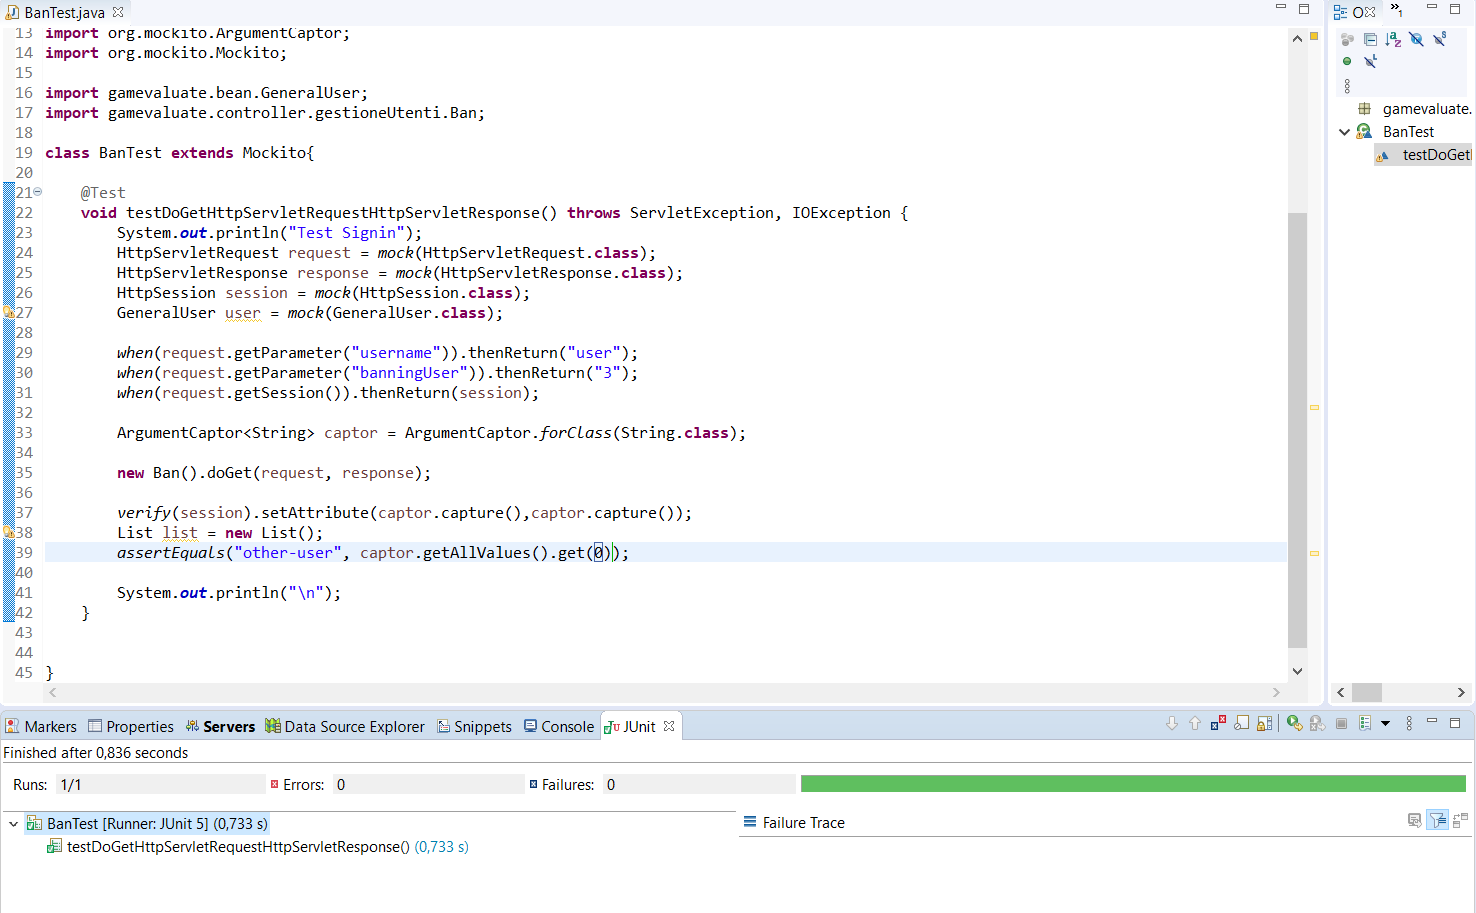 BanTest.java
13 import org.mockito.ArgumentCaptor;
14 import org.mockito.Mockito;
15
16 import gamevaluate.bean.GeneralUser;
17 import gamevaluate.controller.gestioneUtenti.Ban;
18
19 class BanTest extends Mockito{
20
21 @Test
22 void testDoGetHttpServletRequestHttpServletResponse() throws ServletException, IOException {
23 System.out.println("Test Signin");
24 HttpServletRequest request = mock(HttpServletRequest.class);
25 HttpServletResponse response = mock(HttpServletResponse.class);
26 HttpSession session = mock(HttpSession.class);
27 GeneralUser user = mock(GeneralUser.class);
28
29 when(request.getParameter("username")).thenReturn("user");
30 when(request.getParameter("banningUser")).thenReturn("3");
31 when(request.getSession()).thenReturn(session);
32
33 ArgumentCaptor<String> captor = ArgumentCaptor.forClass(String.class);
34
35 new Ban().doGet(request, response);
36
37 verify(session).setAttribute(captor.capture(),captor.capture());
38 List list = new List();
39 assertEquals("other-user", captor.getAllValues().get(0));
40
41 System.out.println("\n");
42 }
43
44
45 }
O
1
gamevaluate.
BanTest
testDoGetI
Markers Properties Servers Data Source Explorer Snippets Console JUnit
Finished after 0,836 seconds
Runs: 1/1 Errors: 0 Failures: 0
BanTest [Runner: JUnit 5] (0,733 s)
testDoGetHttpServletRequestHttpServletResponse() (0,733 s)
Failure Trace